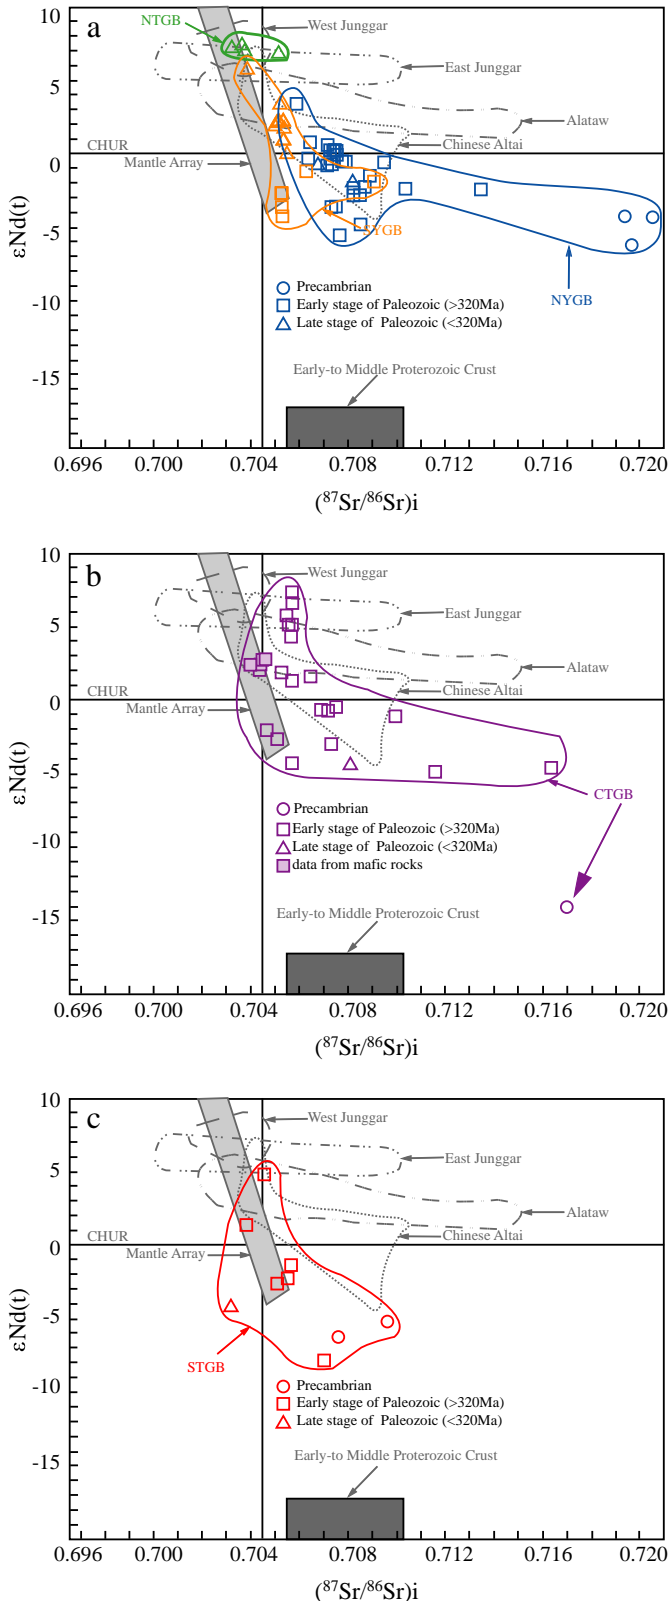 a
10
5
0
-5
-10
-15
εNd(t)
NTGB
West Junggar
East Junggar
Alataw
Chinese Altai
CHUR
Mantle Array
SYGB
NYGB
Precambrian
Early stage of Paleozoic (>320Ma)
Late stage of Paleozoic (<320Ma)
Early-to Middle Proterozoic Crust
0.696 0.700 0.704 0.708 0.712 0.716 0.720
(⁸⁷Sr/⁸⁶Sr)i
b
10
5
0
-5
-10
-15
εNd(t)
West Junggar
East Junggar
Alataw
Chinese Altai
CHUR
Mantle Array
CTGB
Precambrian
Early stage of Paleozoic (>320Ma)
Late stage of Paleozoic (<320Ma)
data from mafic rocks
Early-to Middle Proterozoic Crust
0.696 0.700 0.704 0.708 0.712 0.716 0.720
(⁸⁷Sr/⁸⁶Sr)i
c
10
5
0
-5
-10
-15
εNd(t)
West Junggar
East Junggar
Alataw
Chinese Altai
CHUR
Mantle Array
STGB
Precambrian
Early stage of Paleozoic (>320Ma)
Late stage of Paleozoic (<320Ma)
Early-to Middle Proterozoic Crust
0.696 0.700 0.704 0.708 0.712 0.716 0.720
(⁸⁷Sr/⁸⁶Sr)i